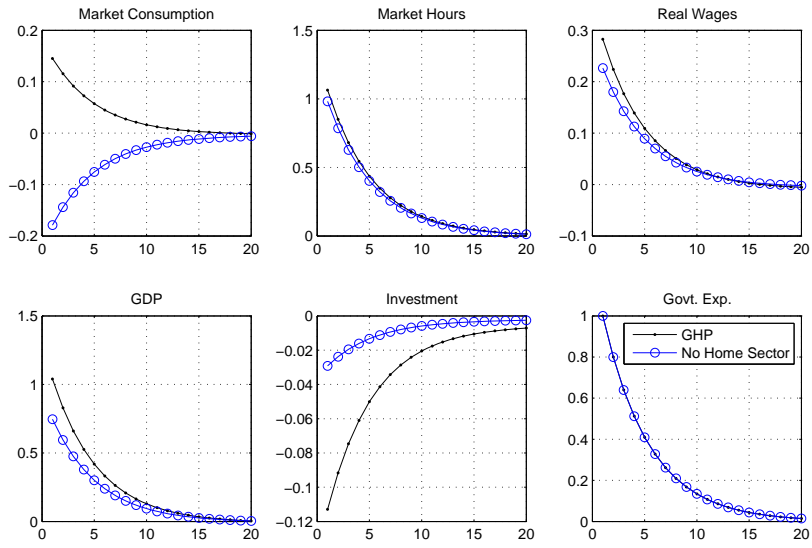 Market Consumption
0.2
0.1
0
−0.1
−0.2
0 5 10 15 20
Market Hours
1.5
1
0.5
0
0 5 10 15 20
Real Wages
0.3
0.2
0.1
0
−0.1
0 5 10 15 20
GDP
1.5
1
0.5
0
0 5 10 15 20
Investment
0
−0.02
−0.04
−0.06
−0.08
−0.1
−0.12
0 5 10 15 20
Govt. Exp.
1
0.8
0.6
0.4
0.2
0
0 5 10 15 20
GHP
No Home Sector